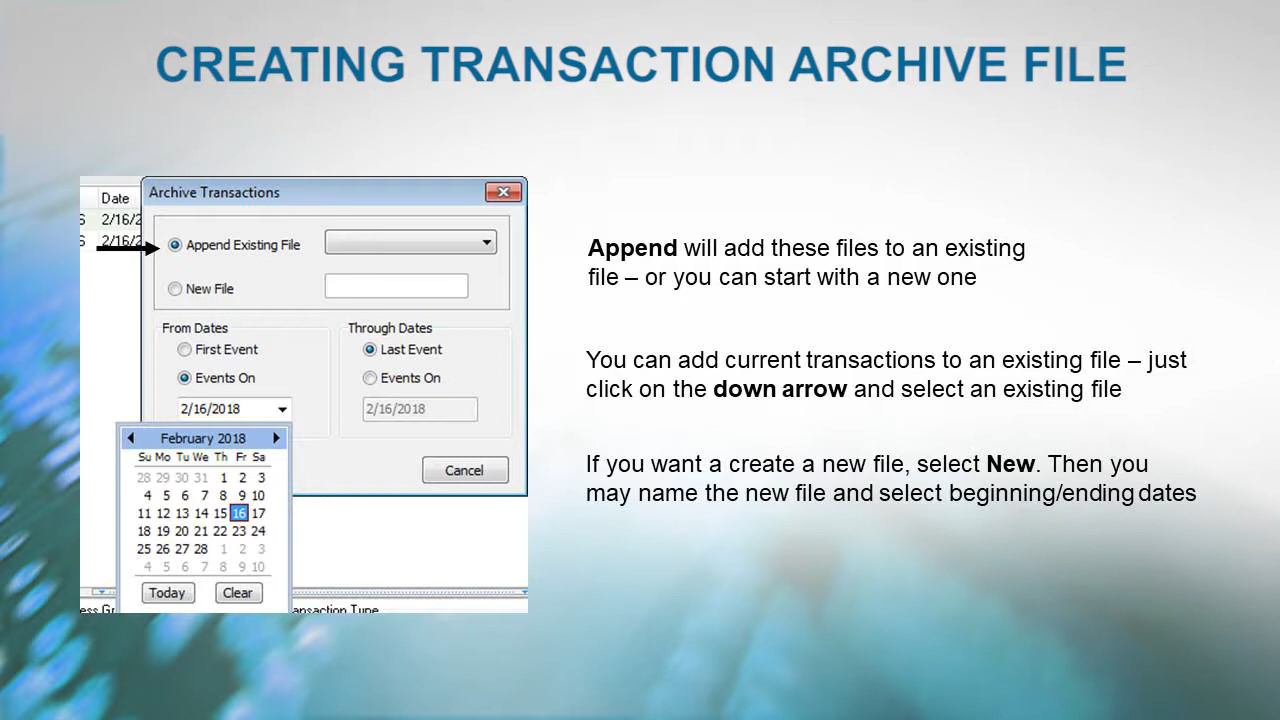 CREATING TRANSACTION ARCHIVE FILE
Date
Archive Transactions
S 2/16/2
S 2/16/2
Append Existing File
New File
From Dates
Through Dates
First Event
Last Event
Events On
Events On
2/16/2018
2/16/2018
February 2018
Su Mo Tu We Th Fr Sa
28 29 30 31 1 2 3
4 5 6 7 8 9 10
11 12 13 14 15 16 17
18 19 20 21 22 23 24
25 26 27 28 1 2 3
4 5 6 7 8 9 10
Today
Clear
Cancel
ess Gr
ansaction Type
Append will add these files to an existing
file – or you can start with a new one
You can add current transactions to an existing file – just
click on the down arrow and select an existing file
If you want a create a new file, select New. Then you
may name the new file and select beginning/ending dates